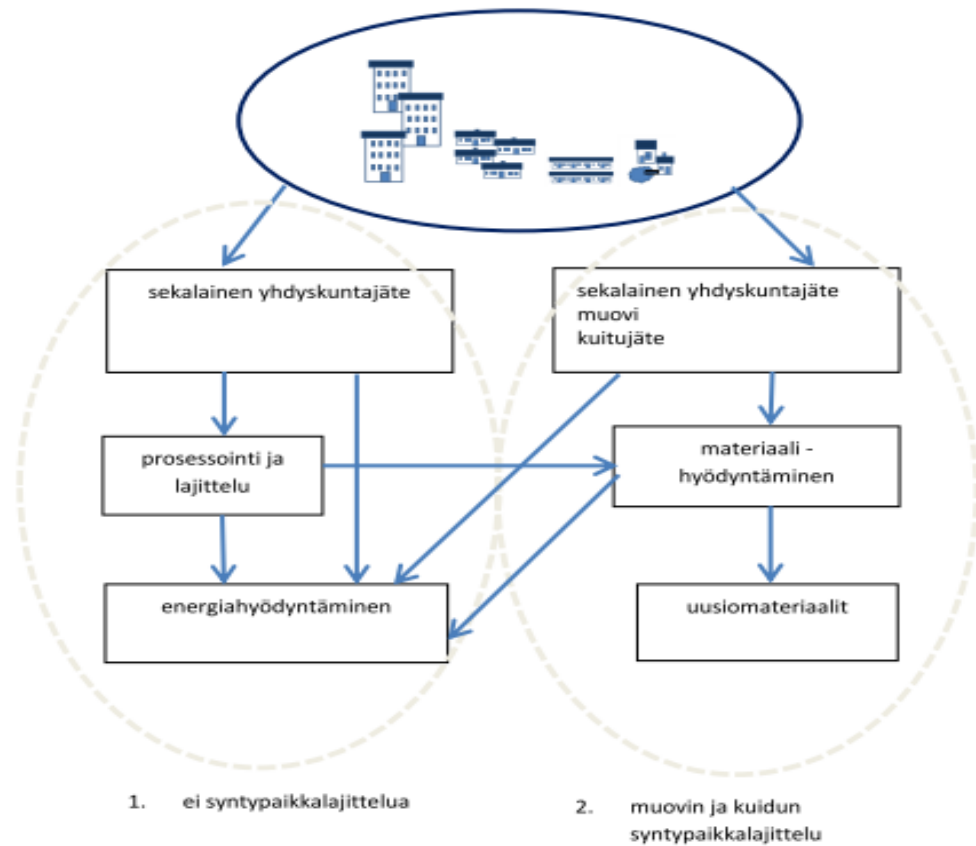 sekalainen yhdyskuntajäte
sekalainen yhdyskuntajäte
muovi
kuitujäte
prosessointi ja
lajittelu
materiaali -
hyödyntäminen
energiahyödyntäminen
uusiomateriaalit
1. ei syntypaikkalajittelua
2. muovin ja kuidun
syntypaikkalajittelu